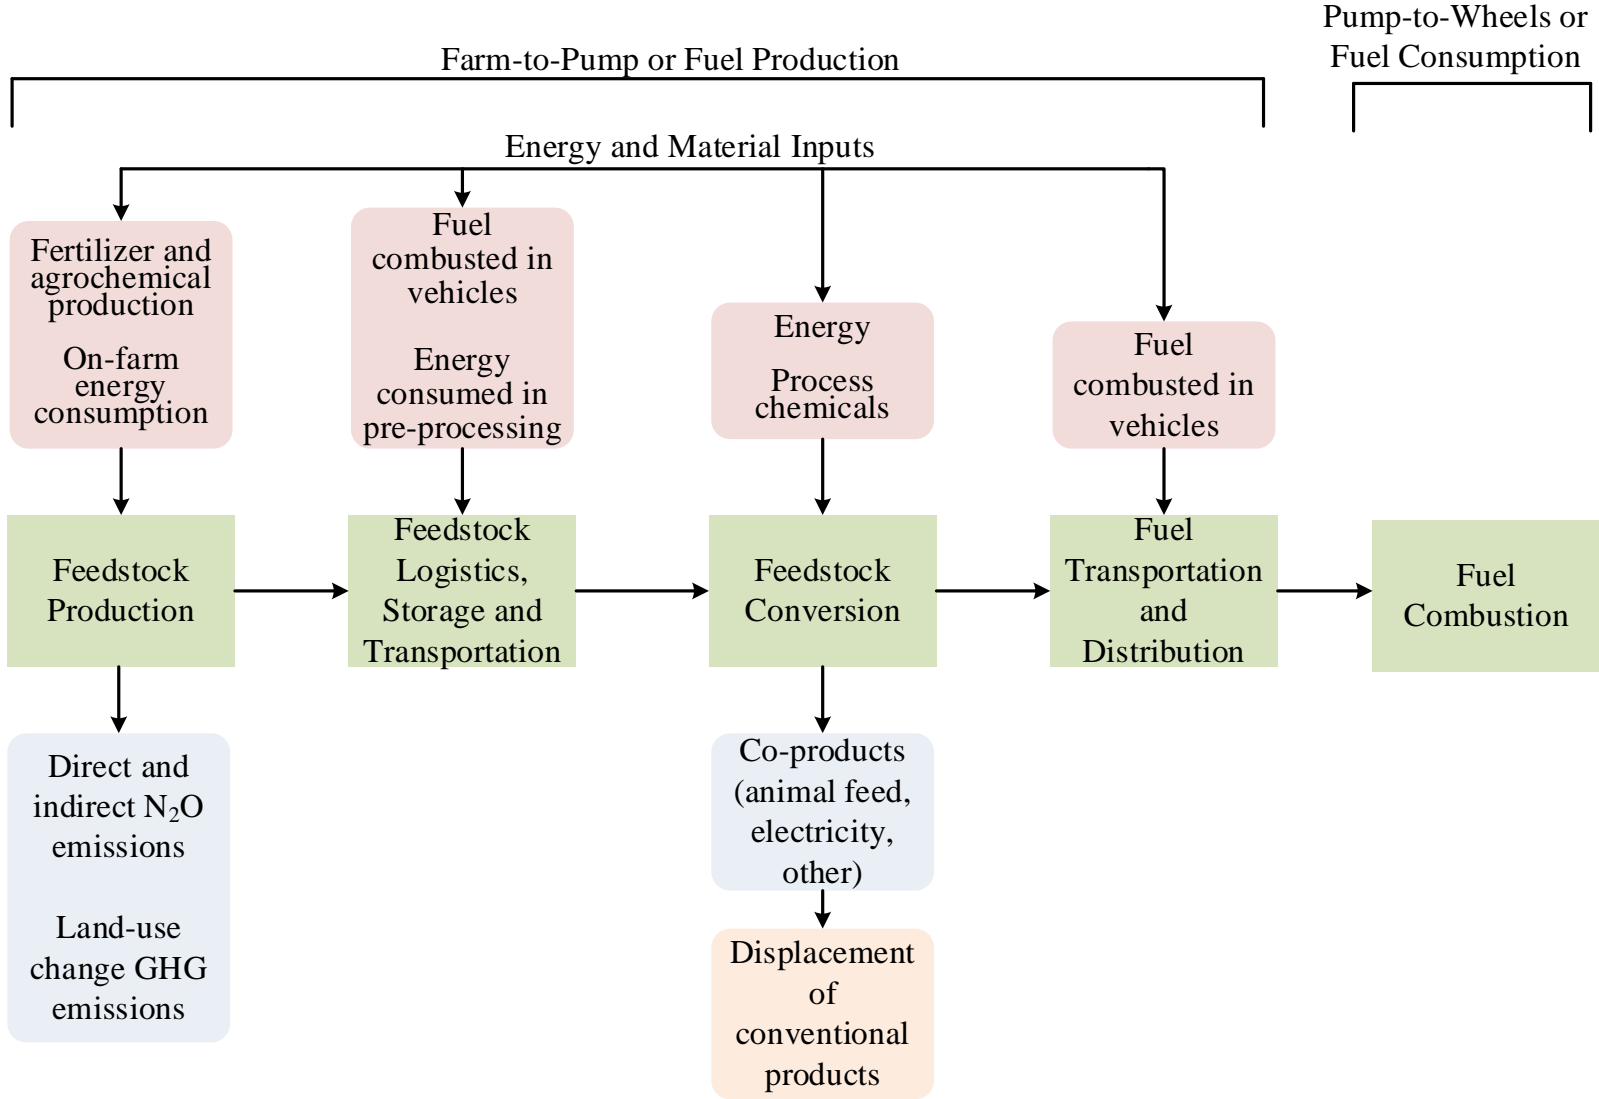 Pump-to-Wheels or
Fuel Consumption
Farm-to-Pump or Fuel Production
Energy and Material Inputs
Fertilizer and
agrochemical
production
On-farm
energy
consumption
Fuel
combusted in
vehicles
Energy
consumed in
pre-processing
Energy
Process
chemicals
Fuel
combusted in
vehicles
Feedstock
Production
Feedstock
Logistics,
Storage and
Transportation
Feedstock
Conversion
Fuel
Transportation
and
Distribution
Fuel
Combustion
Direct and
indirect N₂O
emissions
Land-use
change GHG
emissions
Co-products
(animal feed,
electricity,
other)
Displacement
of
conventional
products